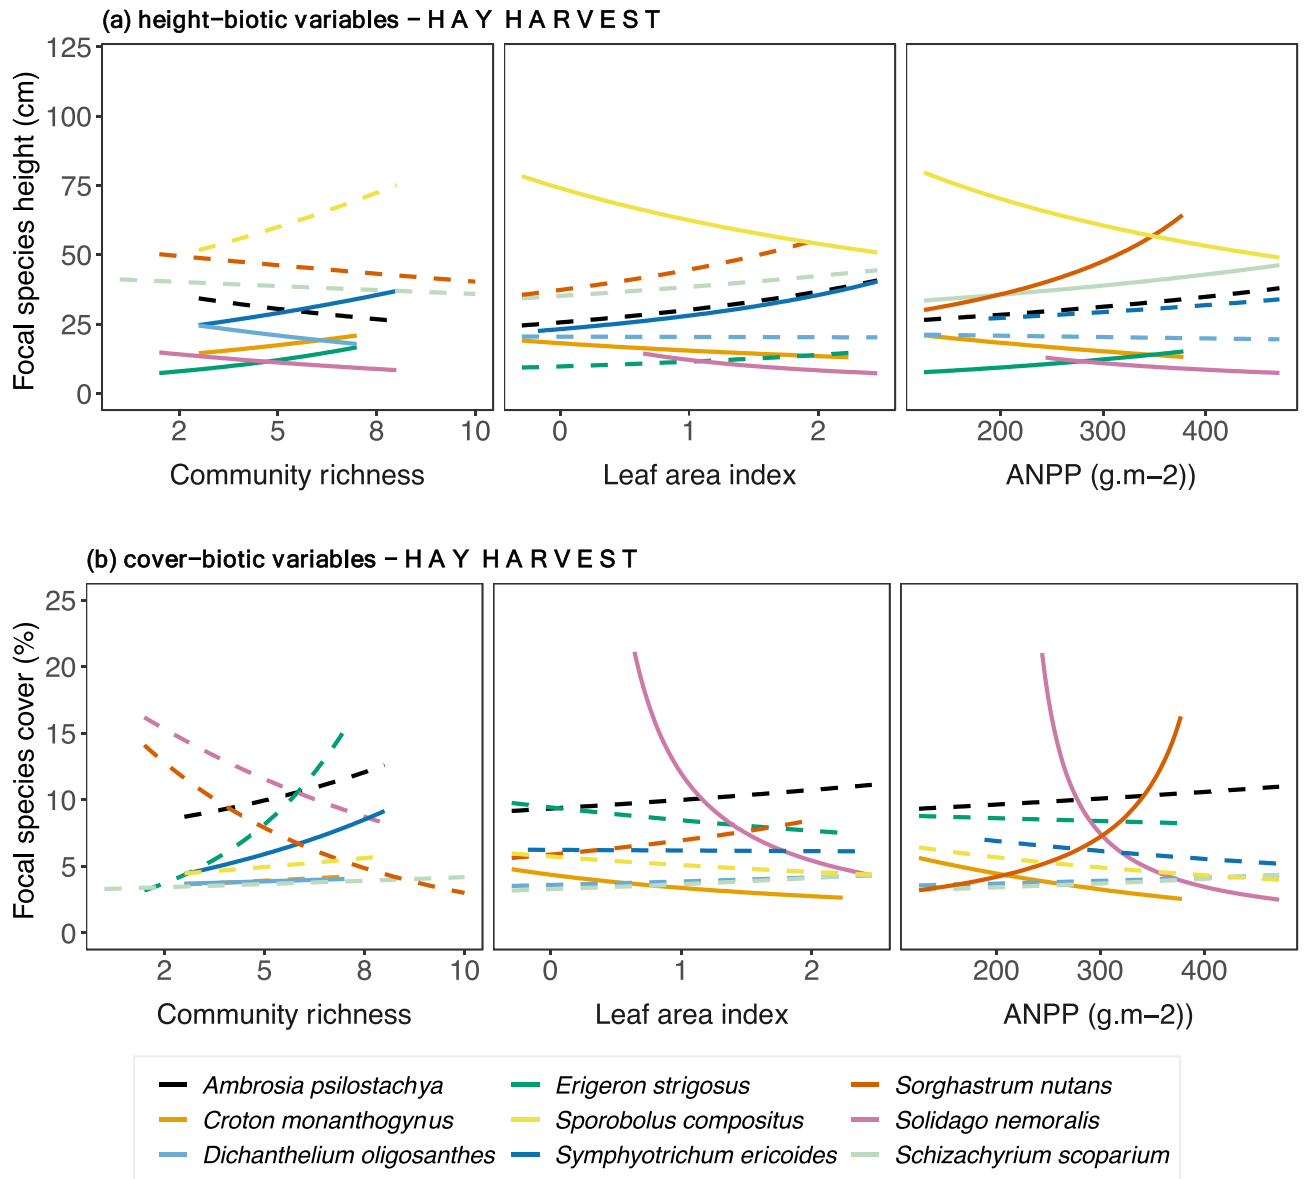 (a) height−biotic variables − H A Y H A R V E S T
Focal species height (cm)
125
100
75
50
25
0
2 5 8 10
0 1 2
200 300 400
Community richness
Leaf area index
ANPP (g.m−2))
(b) cover−biotic variables − H A Y H A R V E S T
Focal species cover (%)
25
20
15
10
5
0
2 5 8 10
0 1 2
200 300 400
Community richness
Leaf area index
ANPP (g.m−2))
Ambrosia psilostachya Erigeron strigosus Sorghastrum nutans
Croton monanthogynus Sporobolus compositus Solidago nemoralis
Dichanthelium oligosanthes Symphyotrichum ericoides Schizachyrium scoparium